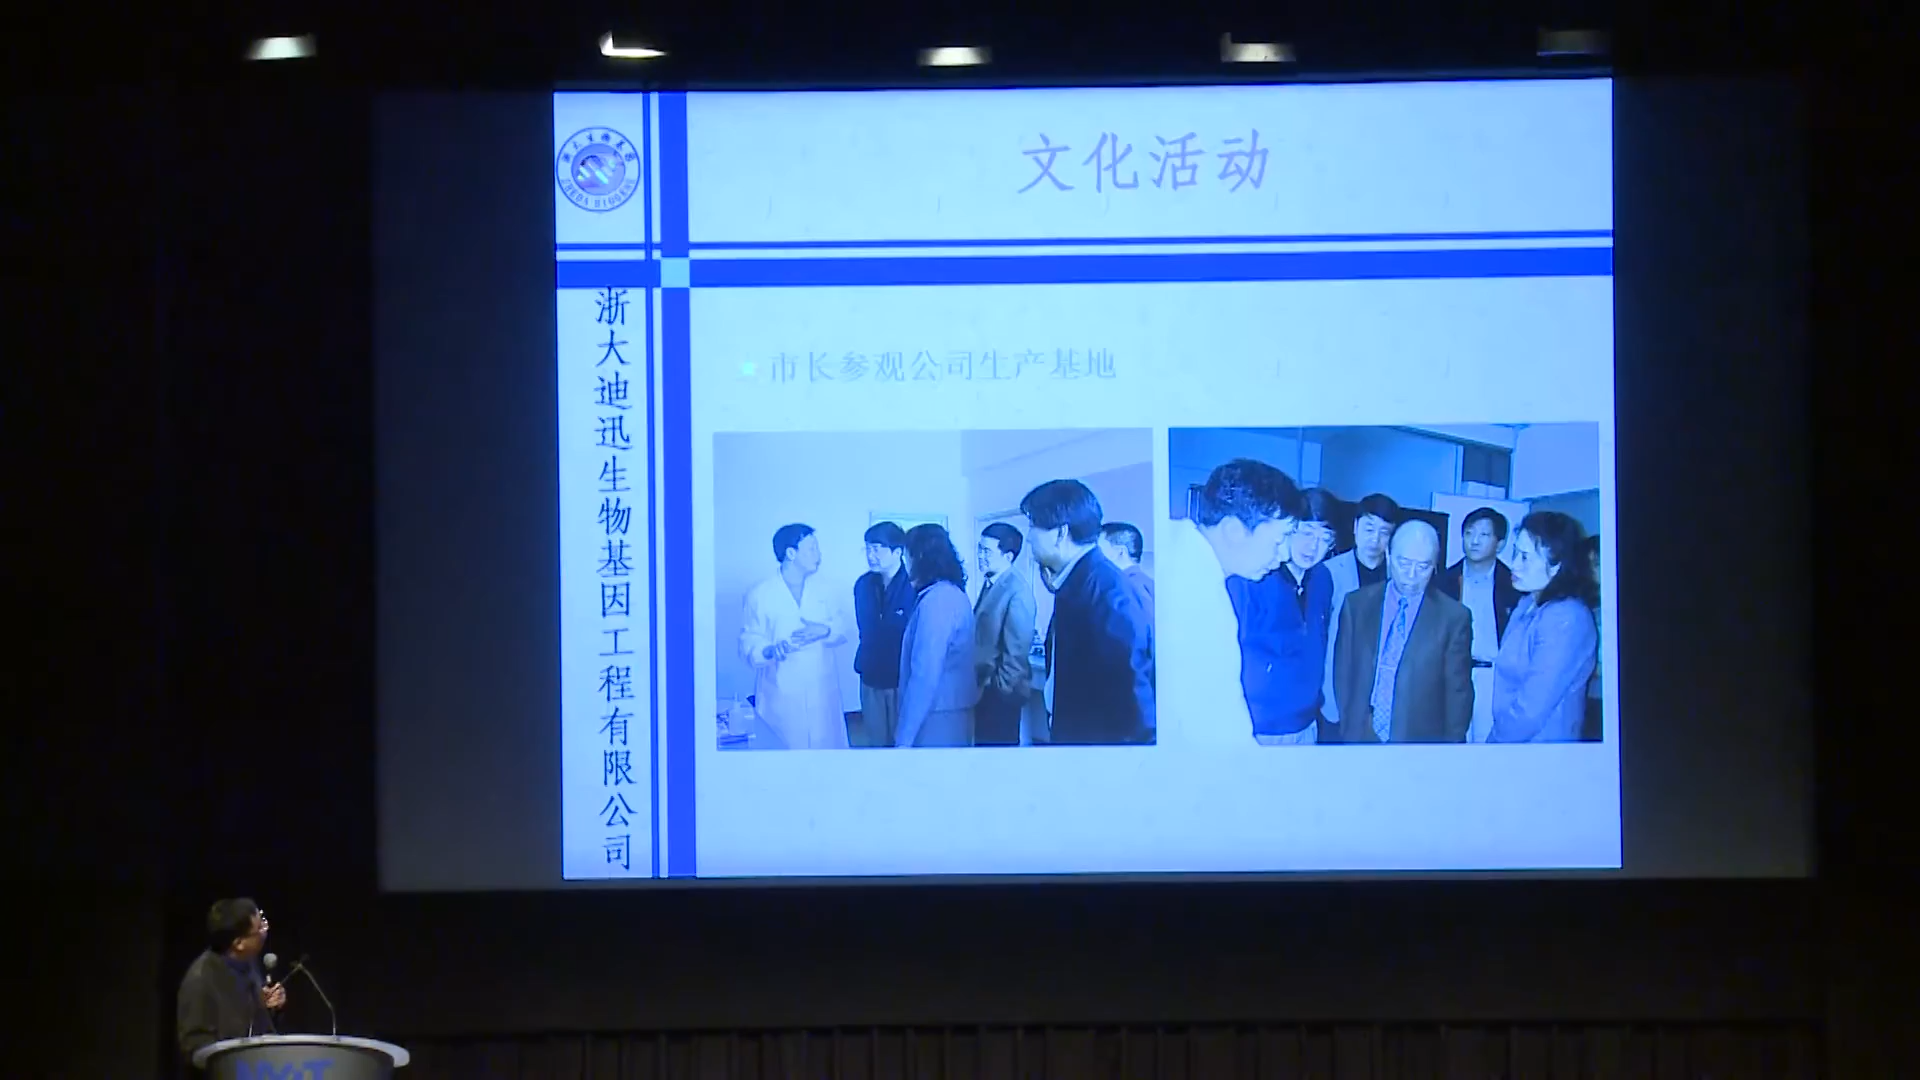 文化活动
市长参观公司生产基地
浙大迪迅生物基因工程有限公司